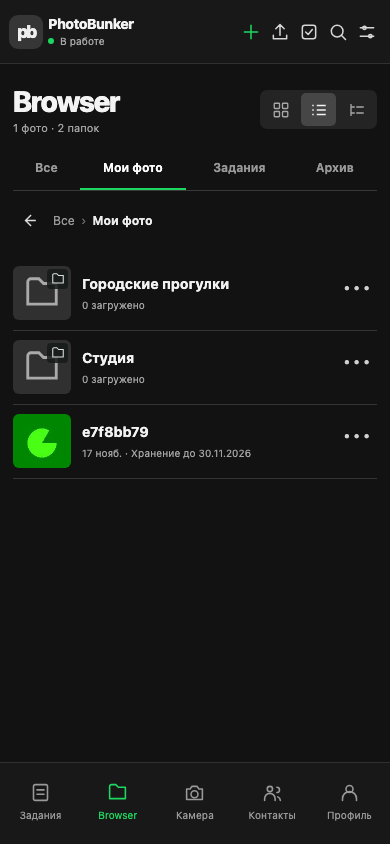 pb
PhotoBunker
В работе
Browser
1 фото · 2 папок
Все
Мои фото
Задания
Архив
Все › Мои фото
Городские прогулки
0 загружено
Студия
0 загружено
e7f8bb79
17 нояб. · Хранение до 30.11.2026
Задания
Browser
Камера
Контакты
Профиль